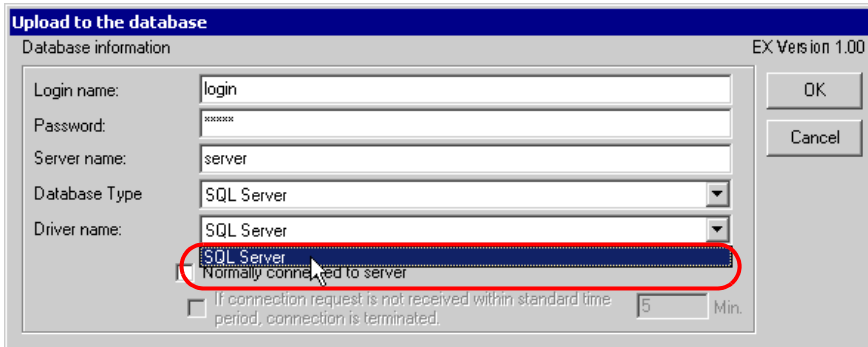 Upload to the database
Database information EX Version 1.00
Login name: login OK
Password: xxxxx
Cancel
Server name: server
Database Type SQL Server
Driver name: SQL Server
SQL Server
Normally connected to server
If connection request is not received within standard time 5 Min.
period, connection is terminated.